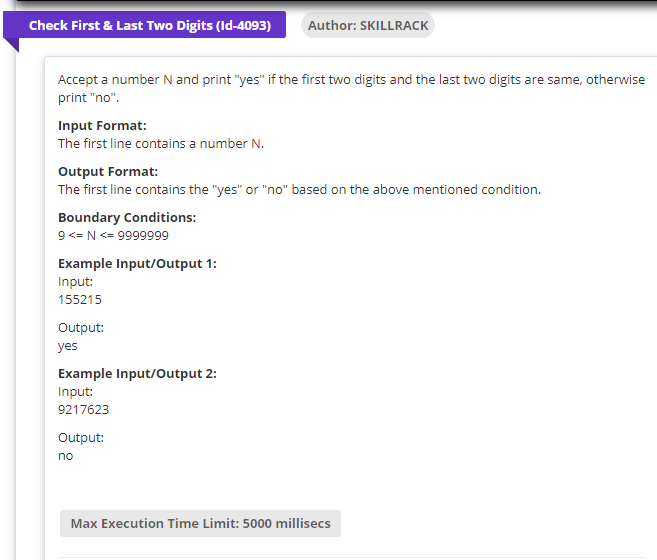 Check First & Last Two Digits (Id-4093)
Author: SKILLRACK
Accept a number N and print "yes" if the first two digits and the last two digits are same, otherwise
print "no".
Input Format:
The first line contains a number N.
Output Format:
The first line contains the "yes" or "no" based on the above mentioned condition.
Boundary Conditions:
9 <= N <= 9999999
Example Input/Output 1:
Input:
155215
Output:
yes
Example Input/Output 2:
Input:
9217623
Output:
no
Max Execution Time Limit: 5000 millisecs